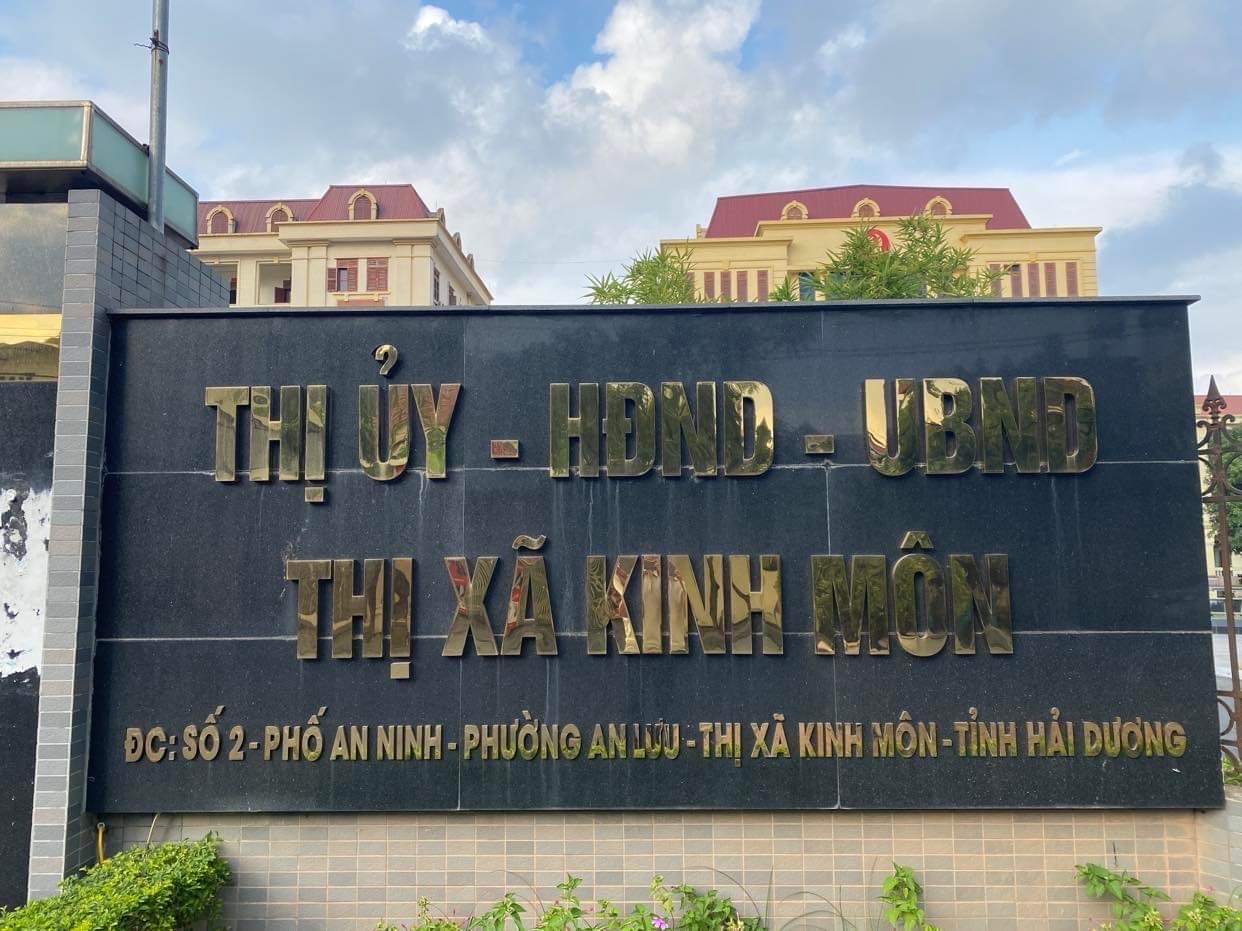 THỊ ỦY - HĐND - UBND
THỊ XÃ KINH MÔN
ĐC: SỐ 2 - PHỐ AN NINH - PHƯỜNG AN LƯU - THỊ XÃ KINH MÔN - TỈNH HẢI DƯƠNG